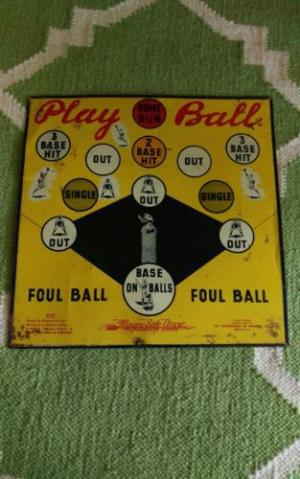 Play HOME RUN Ball
3 BASE HIT
2 BASE HIT
3 BASE HIT
OUT
OUT
SINGLE
OUT
SINGLE
OUT
OUT
BASE ON BALLS
FOUL BALL
FOUL BALL